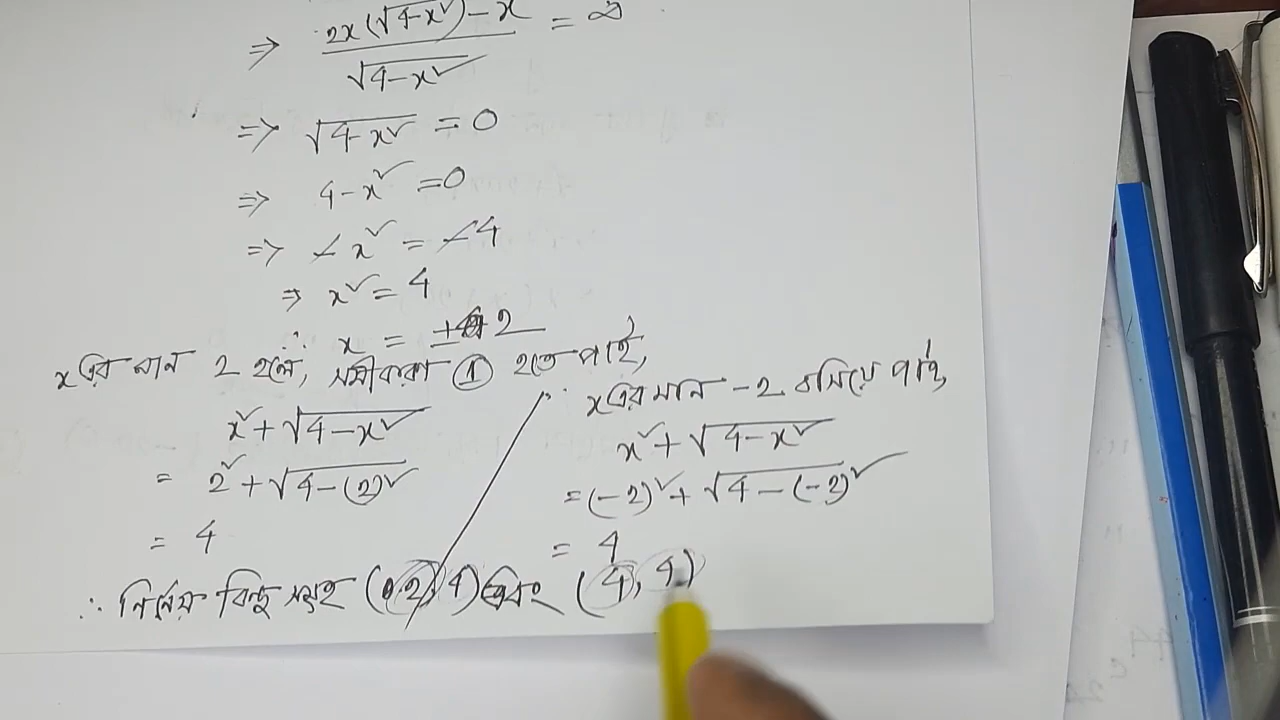 ⇒ 2x(√4-x²)-x / √4-x² = ∞
⇒ √4-x² = 0
⇒ 4-x² = 0
⇒ -x² = -4
⇒ x² = 4
∴ x = ± 2
x এর মান 2 হলে, সমীকরণ ① হতে পাই,
x² + √4-x²
= 2² + √4-(2)²
= 4
x এর মান -2 বসিয়ে পাই,
x² + √4-x²
= (-2)² + √4-(-2)²
= 4
∴ নির্ণেয় বিন্দু সমূহ (2, 4) এবং (4, 4)